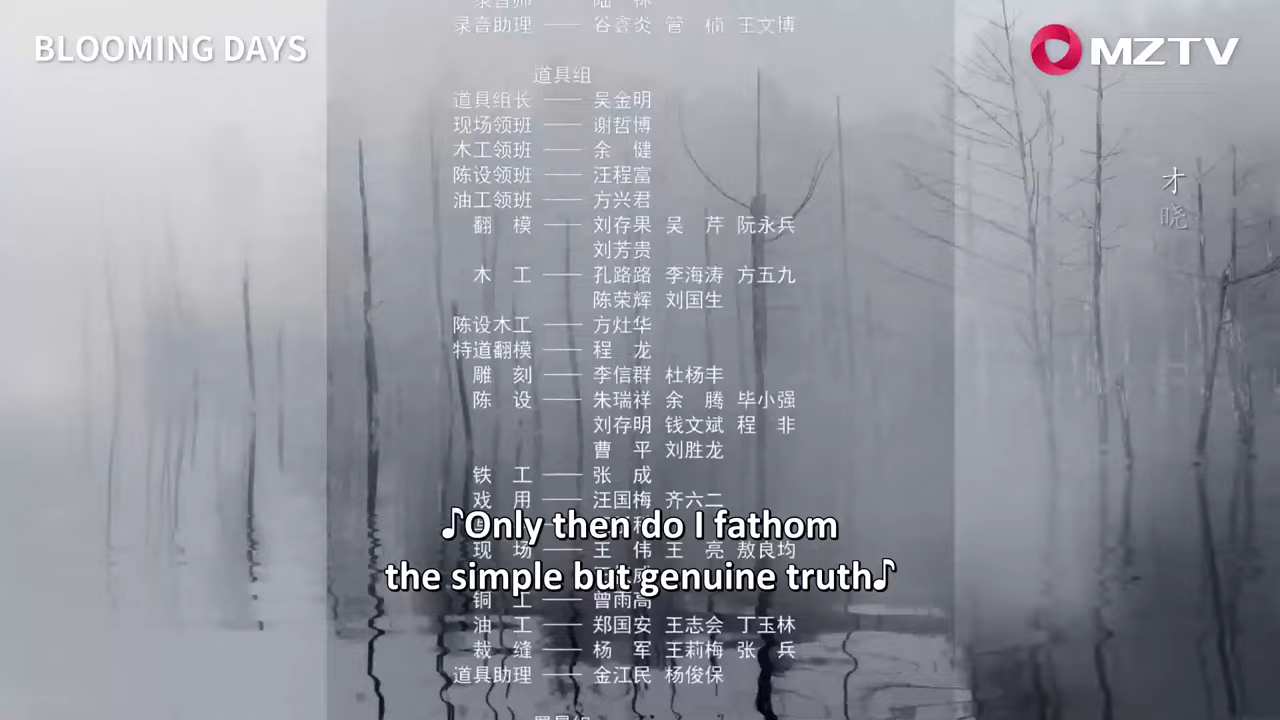 BLOOMING DAYS
MZTV
录音助理 —— 谷鑫炎 管 楠 王文博
道具组
道具组长 —— 吴金明
现场领班 —— 谢哲博
木工领班 —— 余 健
陈设领班 —— 汪程富
油工领班 —— 方兴君
翻 模 —— 刘存果 吴 芹 阮永兵
刘芳贵
木 工 —— 孔路路 李海涛 方五九
陈荣辉 刘国生
陈设木工 —— 方灶华
特道翻模 —— 程 龙
雕 刻 —— 李信群 杜杨丰
陈 设 —— 朱瑞祥 余 腾 毕小强
刘存明 钱文斌 程 非
曹 平 刘胜龙
铁 工 —— 张 成
戏 用 —— 汪国梅 齐六二
♪Only then do I fathom
现 场 —— 王 伟 王 亮 敖良均
the simple but genuine truth♪
铜 工 —— 曾雨高
油 工 —— 郑国安 王志会 丁玉林
裁 缝 —— 杨 军 王莉梅 张 兵
道具助理 —— 金江民 杨俊保
才
晓